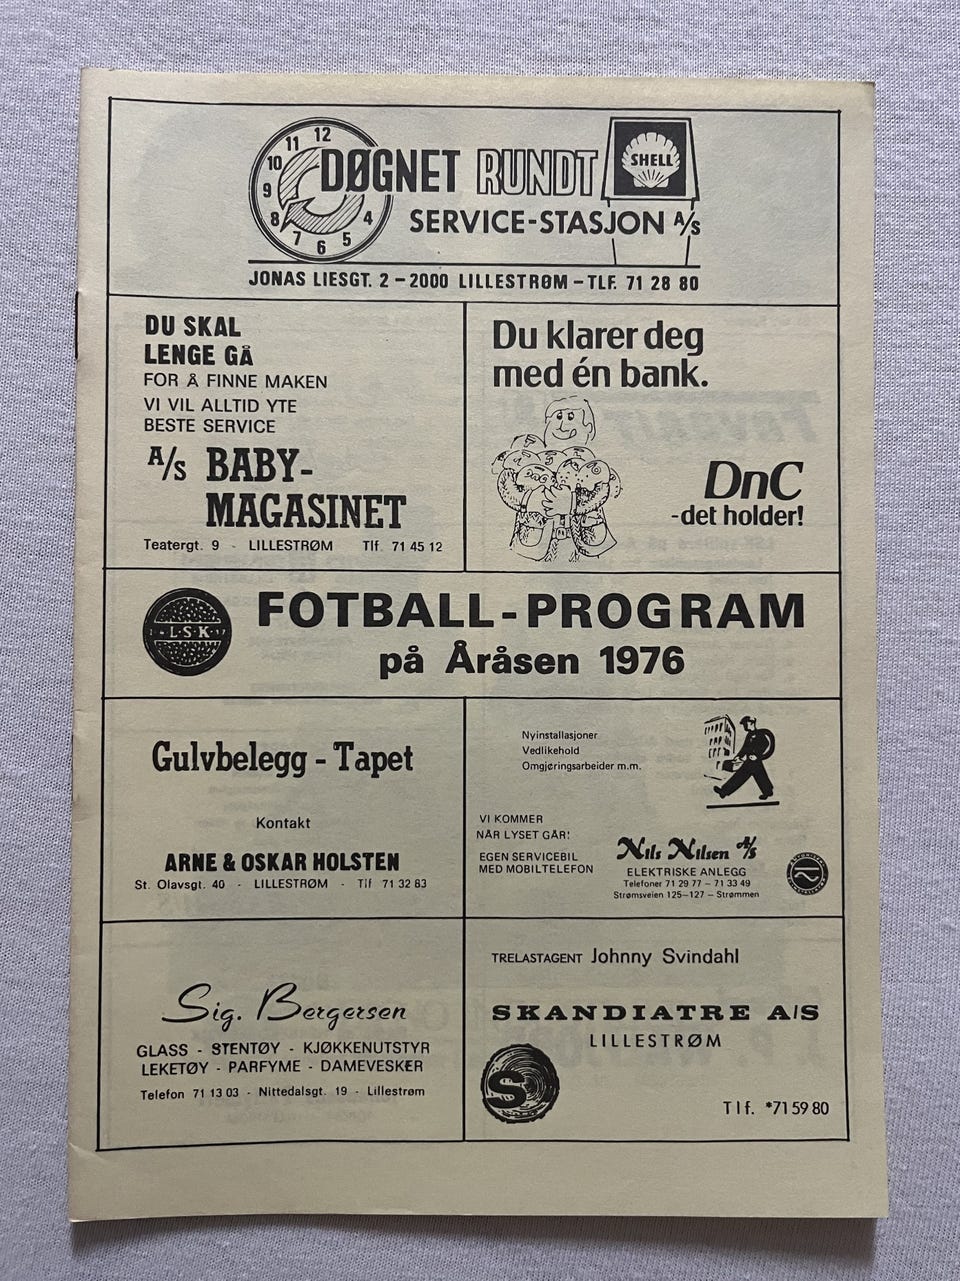 12
11
10
9
8
7
6
5
4
DØGNET RUNDT
SHELL
SERVICE-STASJON A/S
JONAS LIESGT. 2 - 2000 LILLESTRØM - TLF. 71 28 80
DU SKAL
LENGE GÅ
FOR Å FINNE MAKEN
VI VIL ALLTID YTE
BESTE SERVICE
A/S BABY-
MAGASINET
Teatergt. 9 - LILLESTRØM Tlf. 71 45 12
Du klarer deg
med én bank.
DnC
-det holder!
L·S·K
FOTBALL-PROGRAM
på Åråsen 1976
Gulvbelegg - Tapet
Kontakt
ARNE & OSKAR HOLSTEN
St. Olavsgt. 40 - LILLESTRØM - Tlf 71 32 83
Nyinstallasjoner
Vedlikehold
Omgjøringsarbeider m.m.
VI KOMMER
NÅR LYSET GÅR!
EGEN SERVICEBIL
MED MOBILTELEFON
Nils Nilsen A/S
ELEKTRISKE ANLEGG
Telefoner 71 29 77 - 71 33 49
Strømsveien 125-127 - Strømmen
Sig. Bergersen
GLASS - STENTØY - KJØKKENUTSTYR
LEKETØY - PARFYME - DAMEVESKER
Telefon 71 13 03 - Nittedalsgt. 19 - Lillestrøm
TRELASTAGENT Johnny Svindahl
SKANDIATRE A/S
LILLESTRØM
S
Tlf. *71 59 80